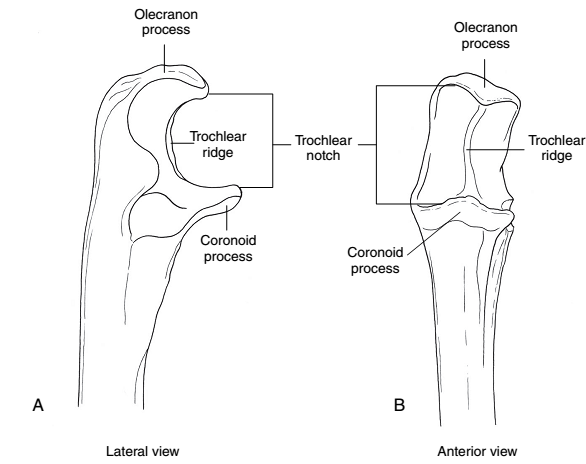 Olecranon
process
Olecranon
process
Trochlear
ridge
Trochlear
notch
Trochlear
ridge
Coronoid
process
Coronoid
process
A
B
Lateral view
Anterior view